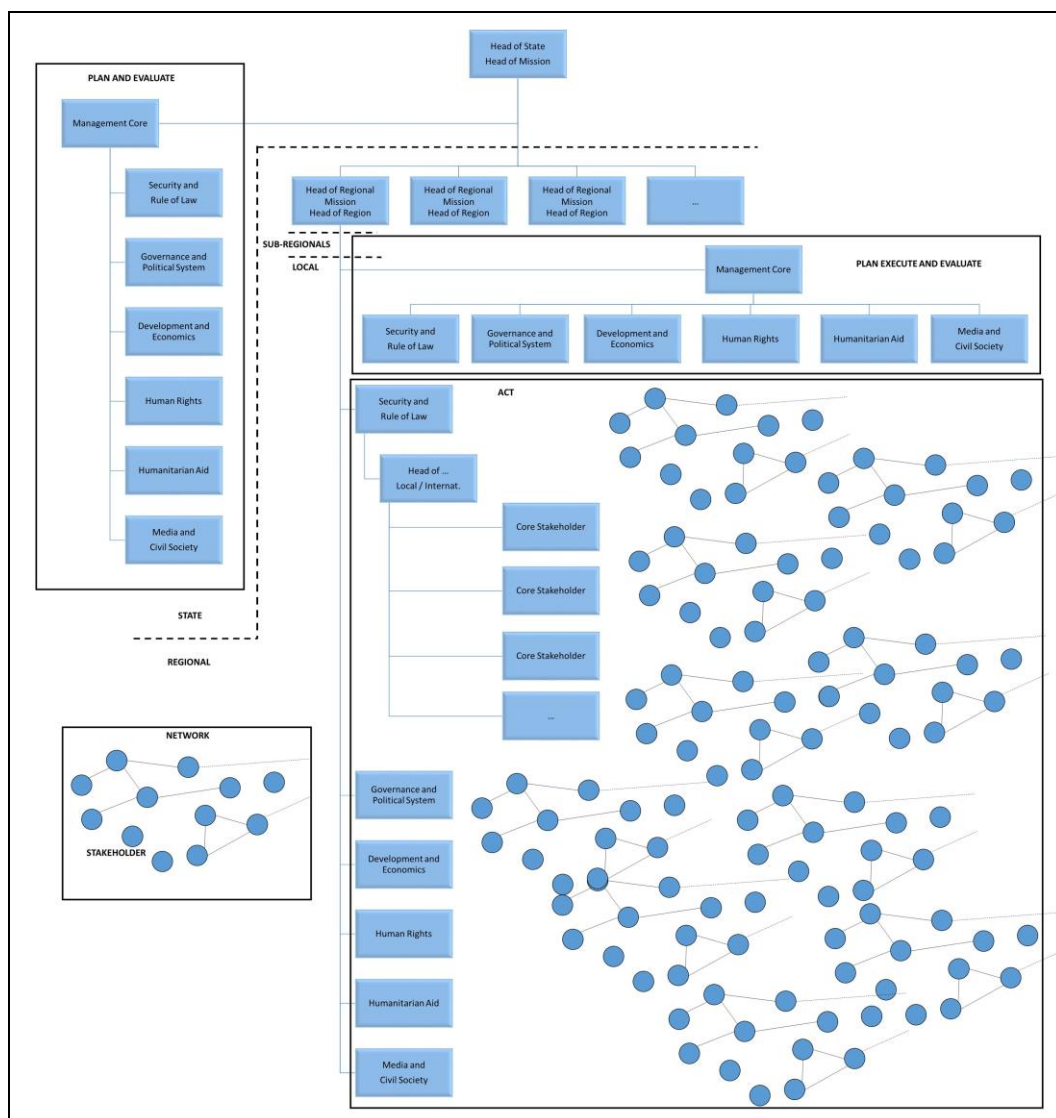 Head of State
Head of Mission
PLAN AND EVALUATE
Management Core
Security and
Rule of Law
Governance and
Political System
Development and
Economics
Human Rights
Humanitarian Aid
Media and
Civil Society
STATE
REGIONAL
Head of Regional
Mission
Head of Region
Head of Regional
Mission
Head of Region
Head of Regional
Mission
Head of Region
...
SUB-REGIONALS
LOCAL
Management Core
PLAN EXECUTE AND EVALUATE
Security and
Rule of Law
Governance and
Political System
Development and
Economics
Human Rights
Humanitarian Aid
Media and
Civil Society
ACT
Security and
Rule of Law
Head of ...
Local / Internat.
Core Stakeholder
Core Stakeholder
Core Stakeholder
...
Governance and
Political System
Development and
Economics
Human Rights
Humanitarian Aid
Media and
Civil Society
NETWORK
STAKEHOLDER